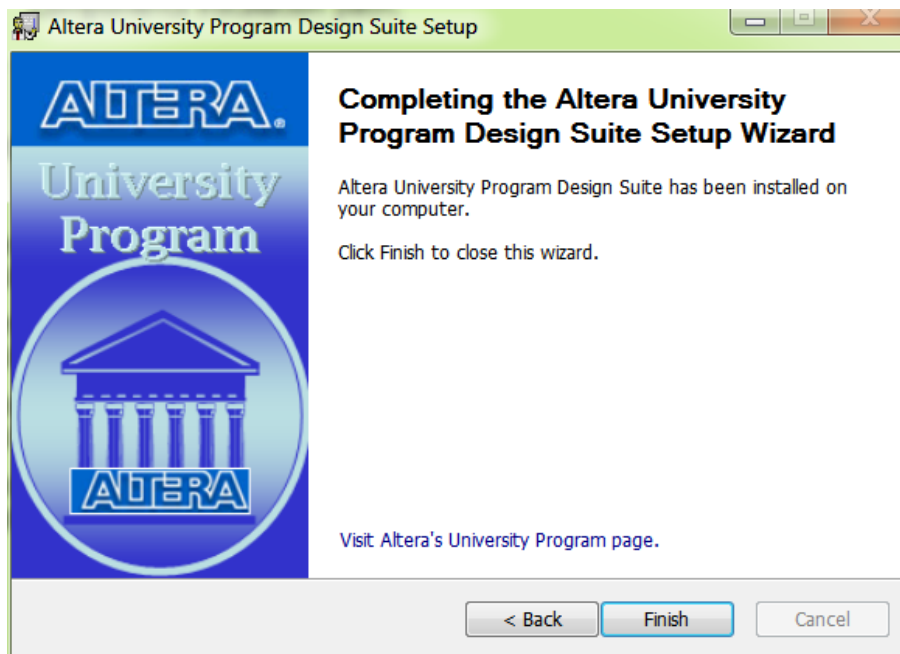 Altera University Program Design Suite Setup
ALTERA.
University
Program
ALTERA
Completing the Altera University
Program Design Suite Setup Wizard
Altera University Program Design Suite has been installed on
your computer.
Click Finish to close this wizard.
Visit Altera's University Program page.
< Back
Finish
Cancel